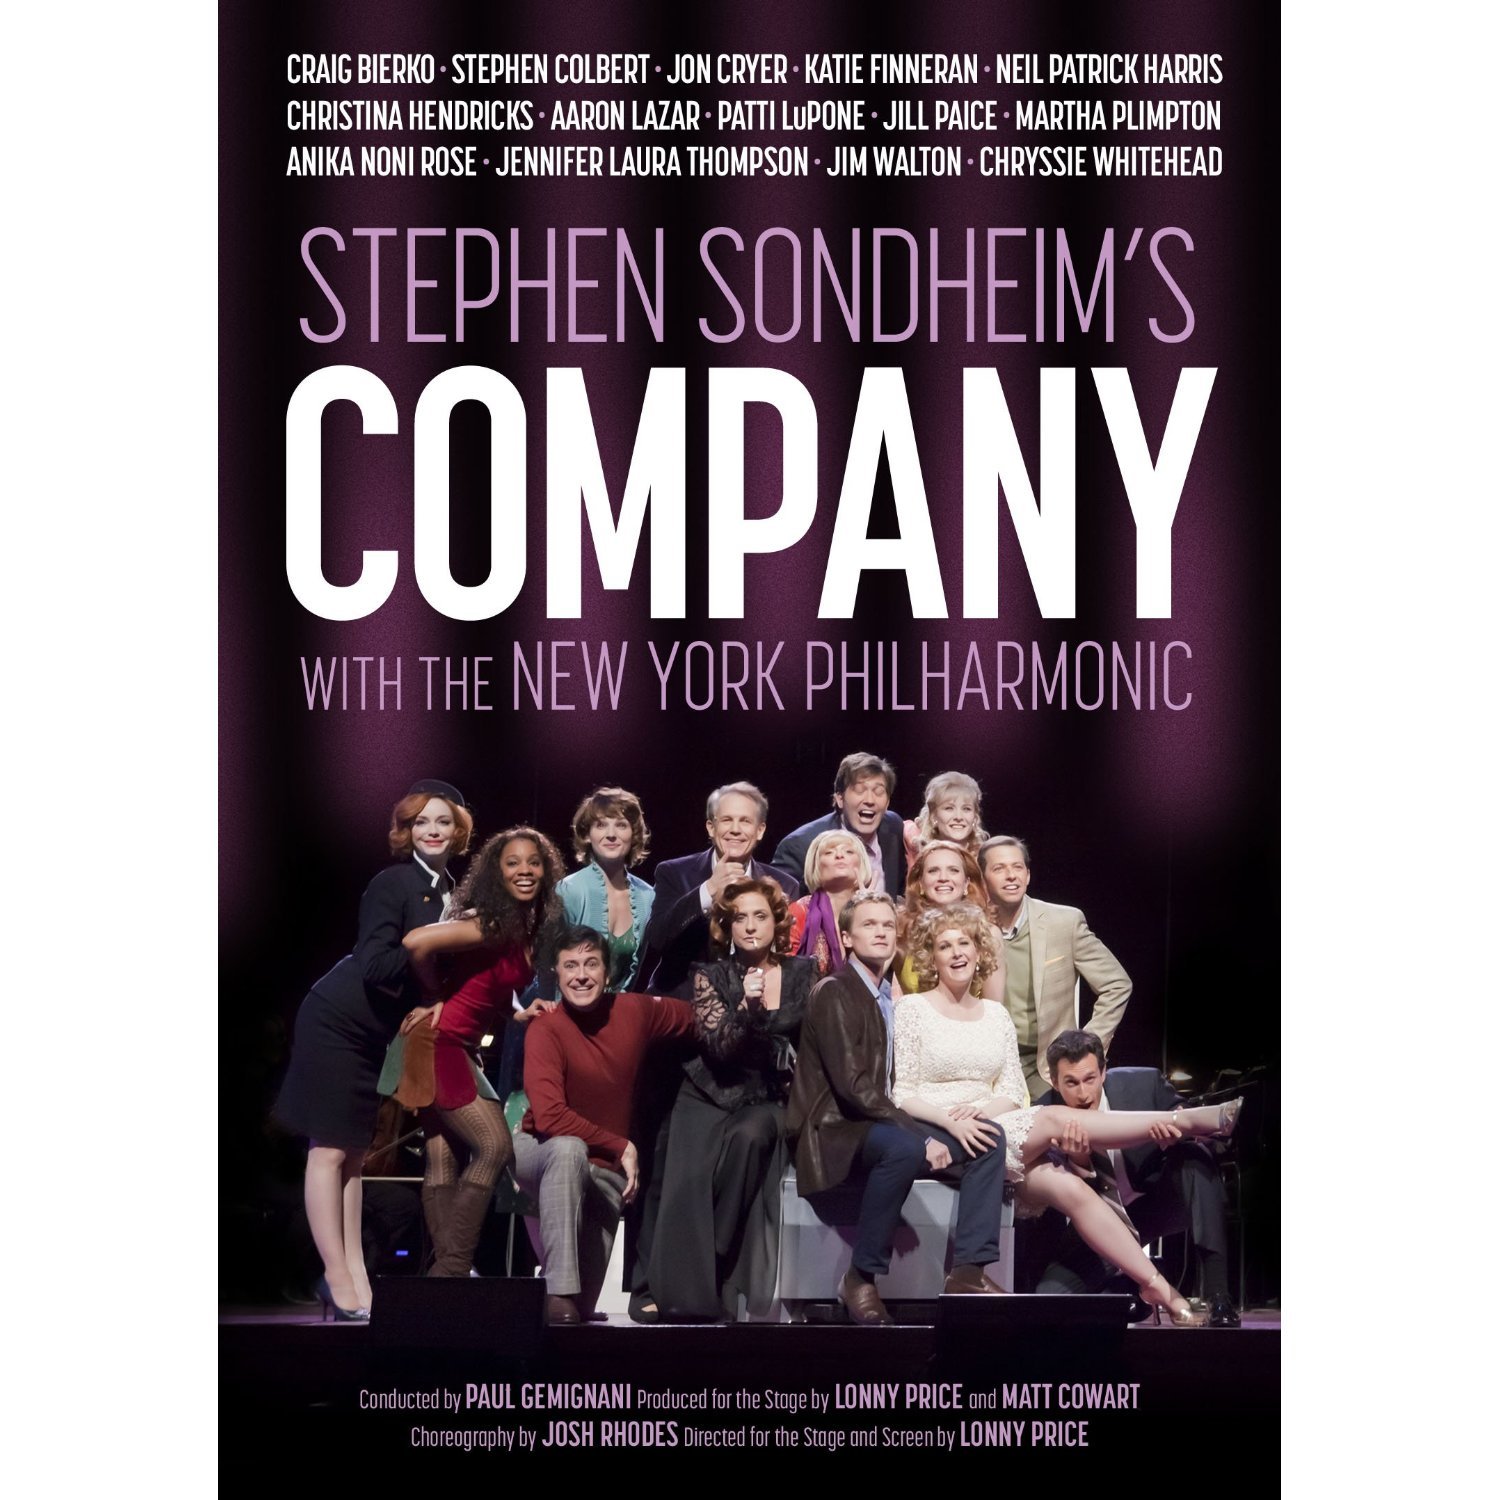 CRAIG BIERKO · STEPHEN COLBERT · JON CRYER · KATIE FINNERAN · NEIL PATRICK HARRIS
CHRISTINA HENDRICKS · AARON LAZAR · PATTI LuPONE · JILL PAICE · MARTHA PLIMPTON
ANIKA NONI ROSE · JENNIFER LAURA THOMPSON · JIM WALTON · CHRYSSIE WHITEHEAD
STEPHEN SONDHEIM'S
COMPANY
WITH THE NEW YORK PHILHARMONIC
Conducted by PAUL GEMIGNANI Produced for the Stage by LONNY PRICE and MATT COWART
Choreography by JOSH RHODES Directed for the Stage and Screen by LONNY PRICE